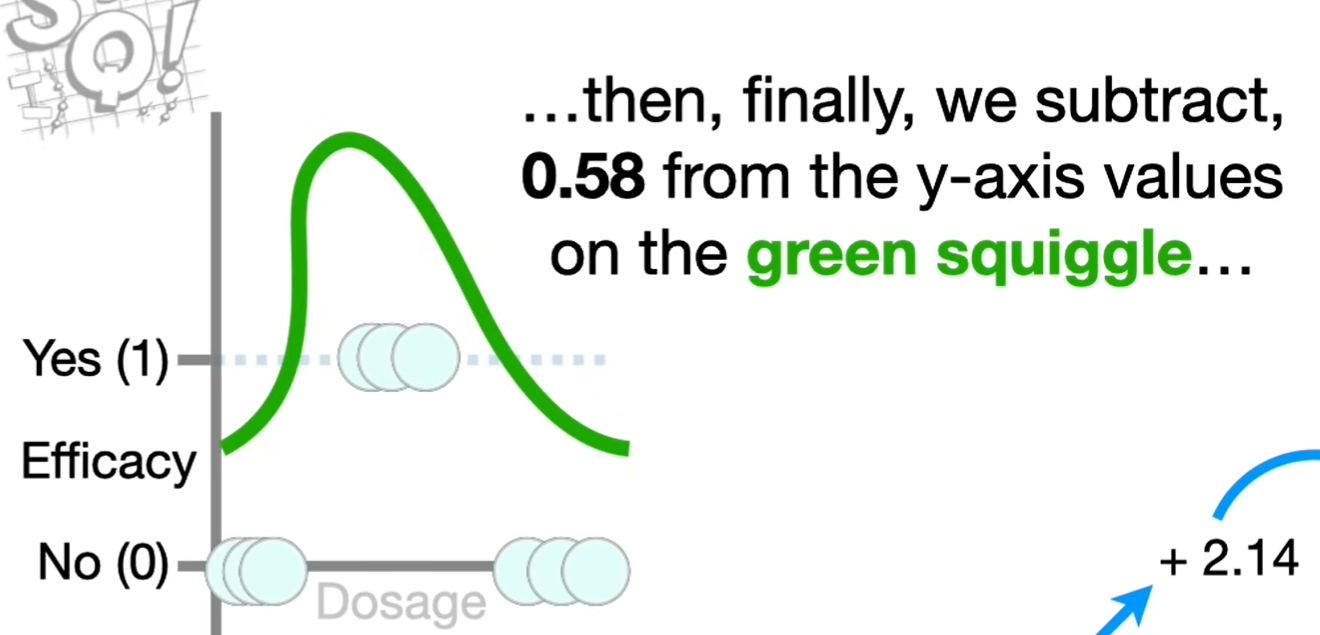 SQ!
…then, finally, we subtract,
0.58 from the y-axis values
on the green squiggle…
Yes (1)
Efficacy
No (0)
Dosage
+ 2.14